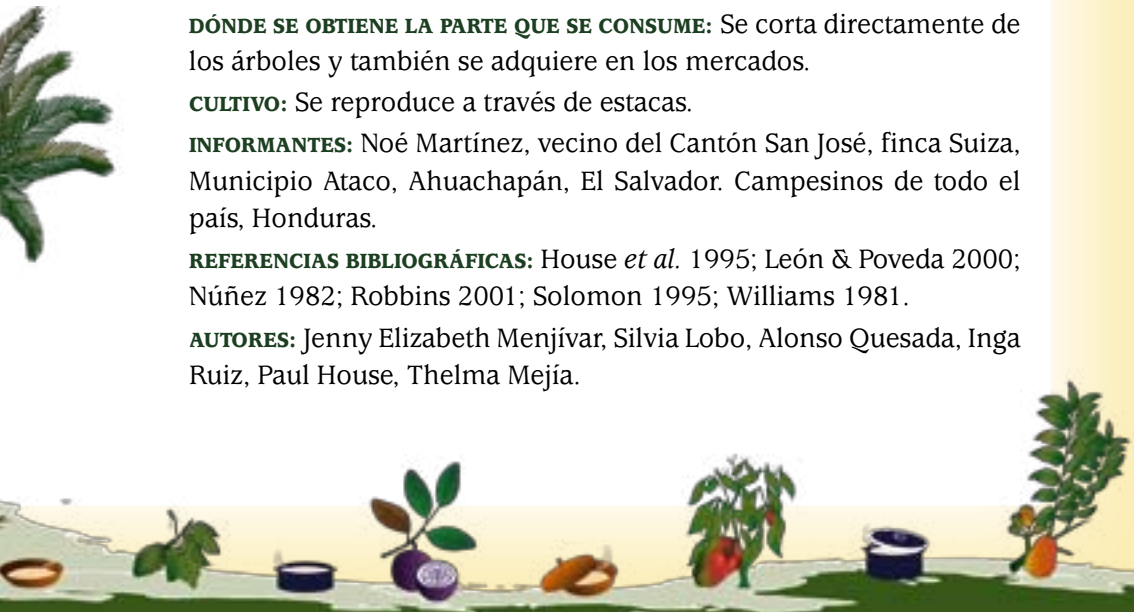 DÓNDE SE OBTIENE LA PARTE QUE SE CONSUME: Se corta directamente de
los árboles y también se adquiere en los mercados.
CULTIVO: Se reproduce a través de estacas.
INFORMANTES: Noé Martínez, vecino del Cantón San José, finca Suiza,
Municipio Ataco, Ahuachapán, El Salvador. Campesinos de todo el
país, Honduras.
REFERENCIAS BIBLIOGRÁFICAS: House et al. 1995; León & Poveda 2000;
Núñez 1982; Robbins 2001; Solomon 1995; Williams 1981.
AUTORES: Jenny Elizabeth Menjívar, Silvia Lobo, Alonso Quesada, Inga
Ruiz, Paul House, Thelma Mejía.